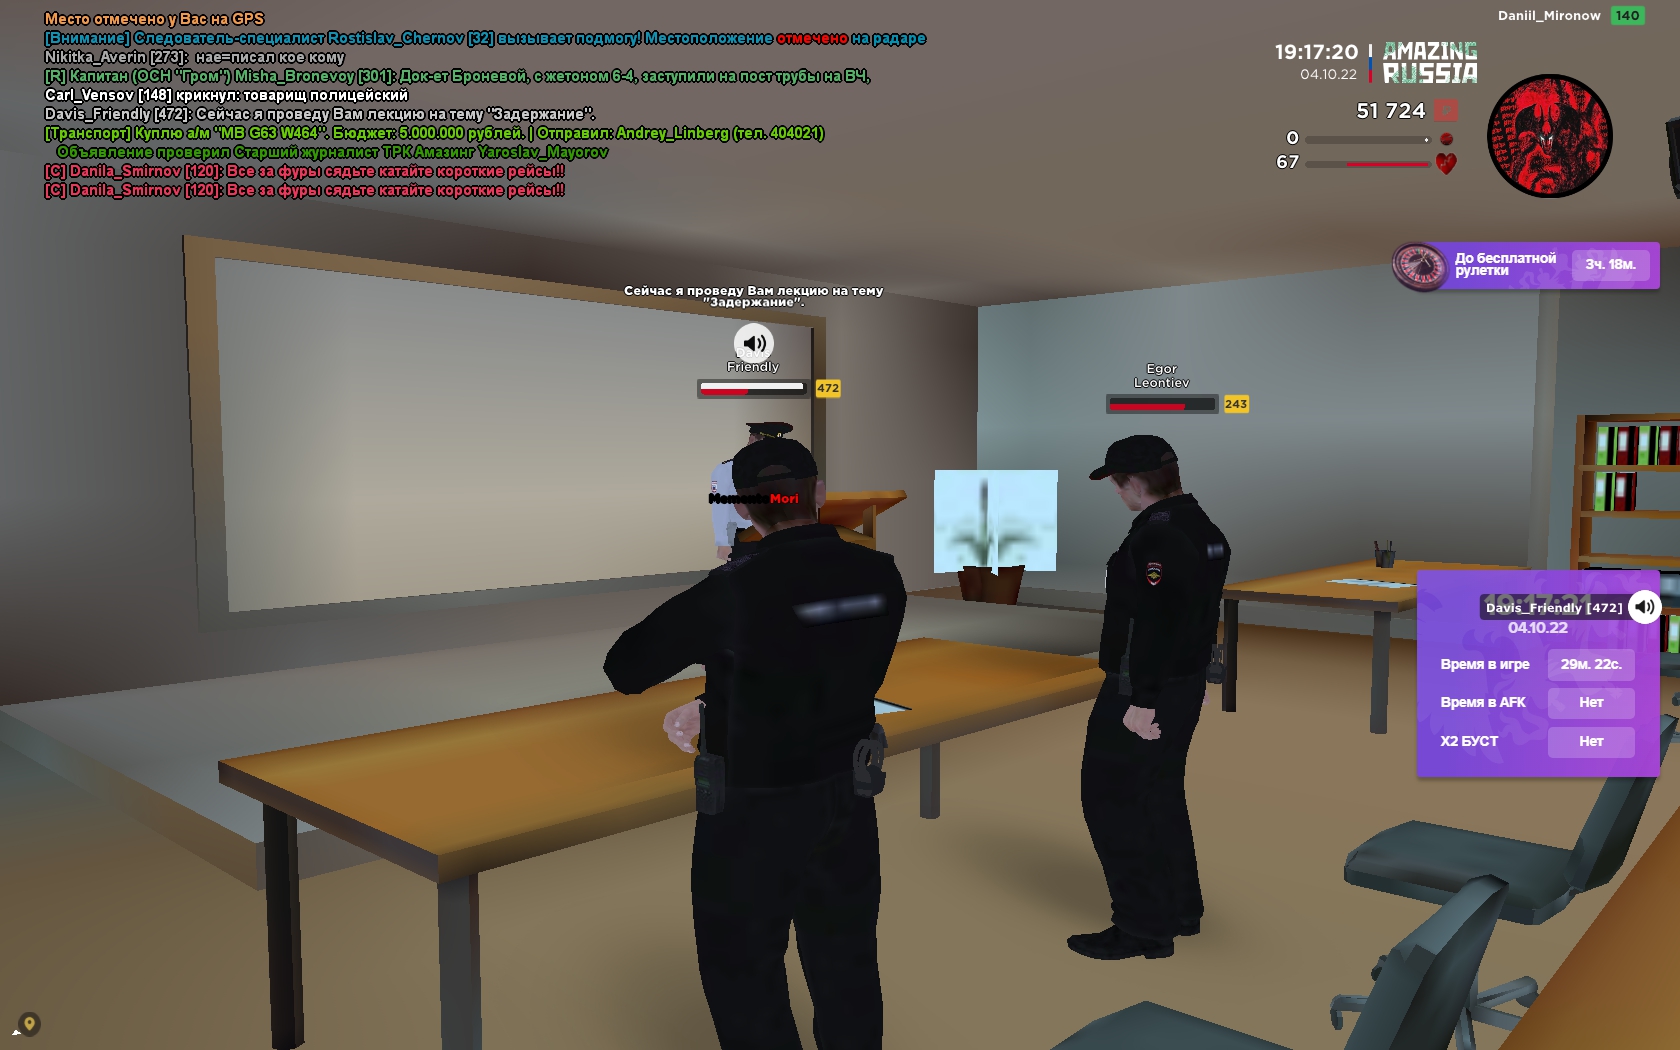 Место отмечено у Вас на GPS
[Внимание] Следователь-специалист Rostislav_Chernov [32] вызывает подмогу! Местоположение отмечено на радаре
Nikitka_Averin [273]: нае=писал кое кому
[R] Капитан (ОСН "Гром") Misha_Bronevoy [301]: Док-ет Броневой, с жетоном 6-4, заступили на пост трубы на ВЧ,
Carl_Vensov [148] крикнул: товарищ полицейский
Davis_Friendly [472]: Сейчас я проведу Вам лекцию на тему "Задержание".
[Транспорт] Куплю а/м "MB G63 W464". Бюджет: 5.000.000 рублей. | Отправил: Andrey_Linberg (тел. 404021)
Объявление проверил Старший журналист ТРК Амазинг Yaroslav_Mayorov
[C] Danila_Smirnov [120]: Все за фуры сядьте катайте короткие рейсы!!
[C] Danila_Smirnov [120]: Все за фуры сядьте катайте короткие рейсы!!
Daniil_Mironow 140
19:17:20
04.10.22
AMAZING
RUSSIA
51 724
0
67
До бесплатной
рулетки
3ч. 18м.
Сейчас я проведу Вам лекцию на тему
"Задержание".
Davis
Friendly
472
Egor
Leontiev
243
Memento Mori
19:17:21
Davis_Friendly [472]
04.10.22
Время в игре 29м. 22с.
Время в AFK Нет
X2 БУСТ Нет